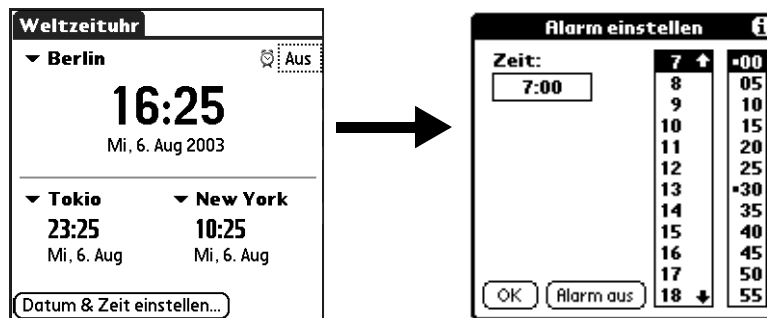 Weltzeituhr
Berlin
Aus
16:25
Mi, 6. Aug 2003
Tokio
New York
23:25
10:25
Mi, 6. Aug
Mi, 6. Aug
Datum & Zeit einstellen...
Alarm einstellen
i
Zeit:
7:00
7
8
9
10
11
12
13
14
15
16
17
18
00
05
10
15
20
25
30
35
40
45
50
55
OK
Alarm aus